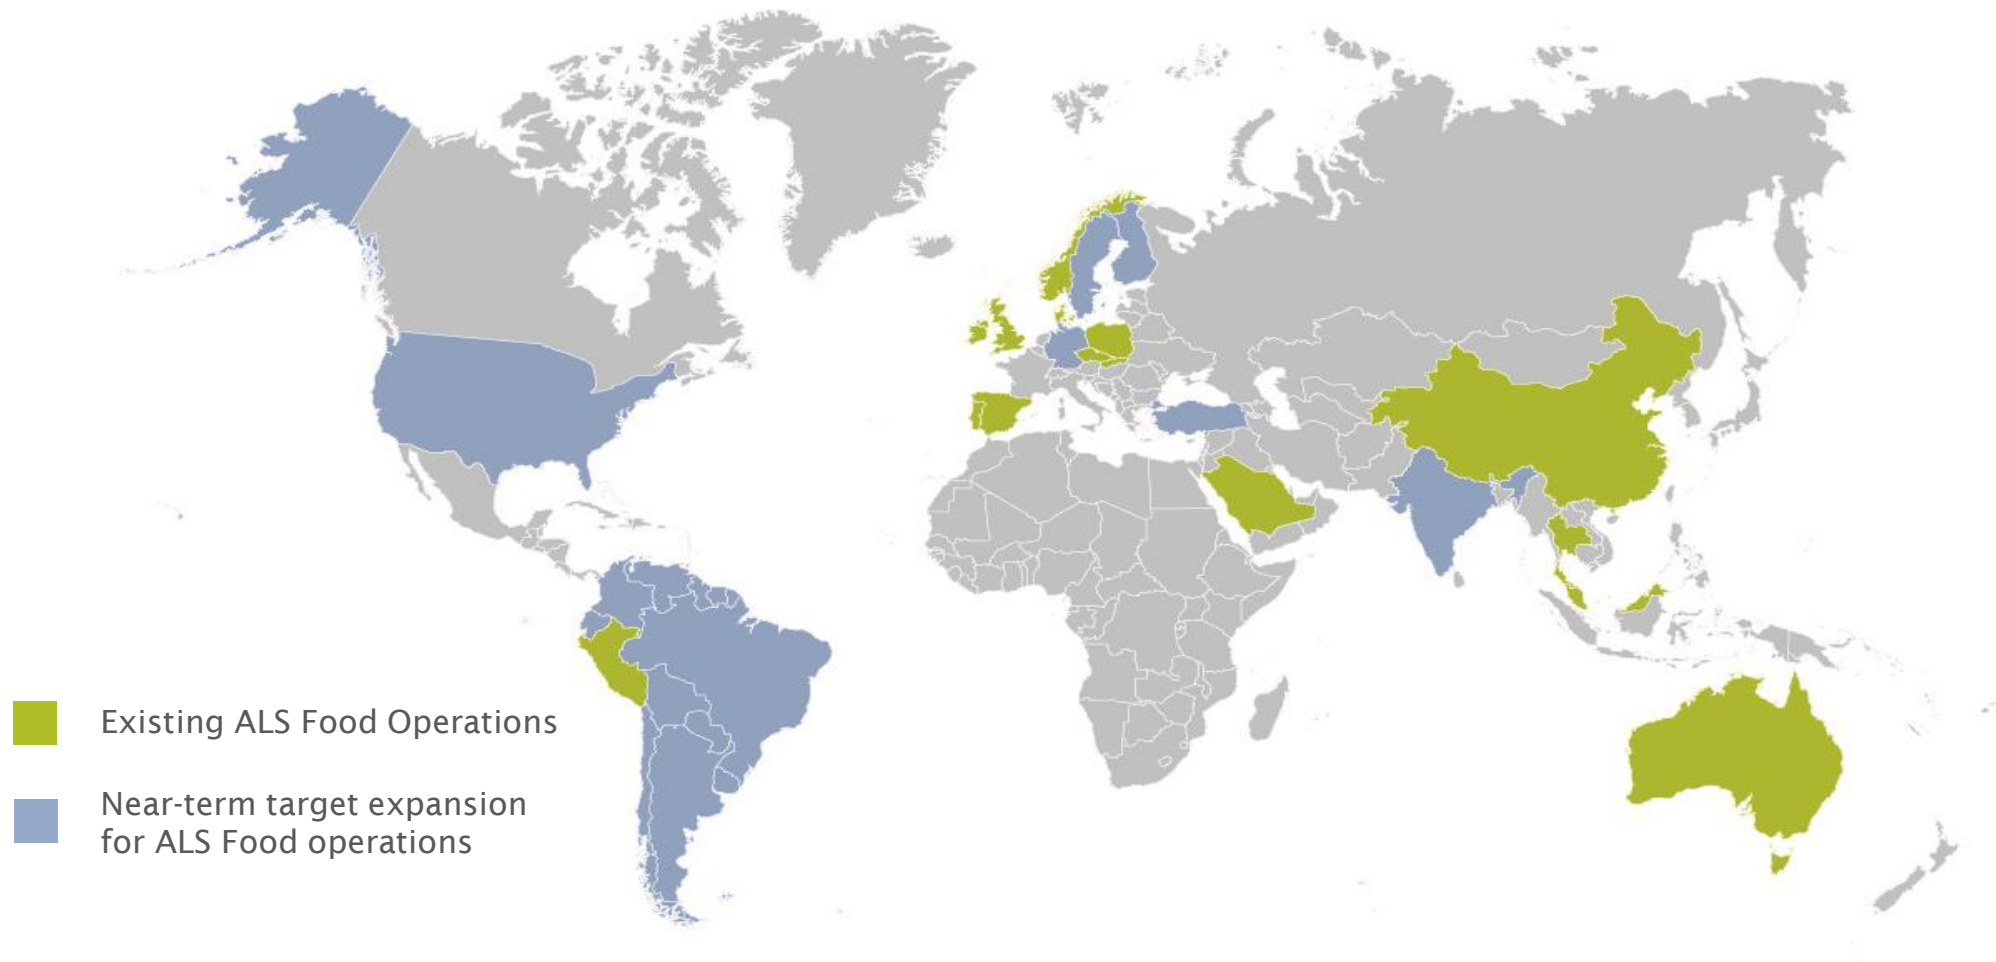 Existing ALS Food Operations
Near-term target expansion
for ALS Food operations